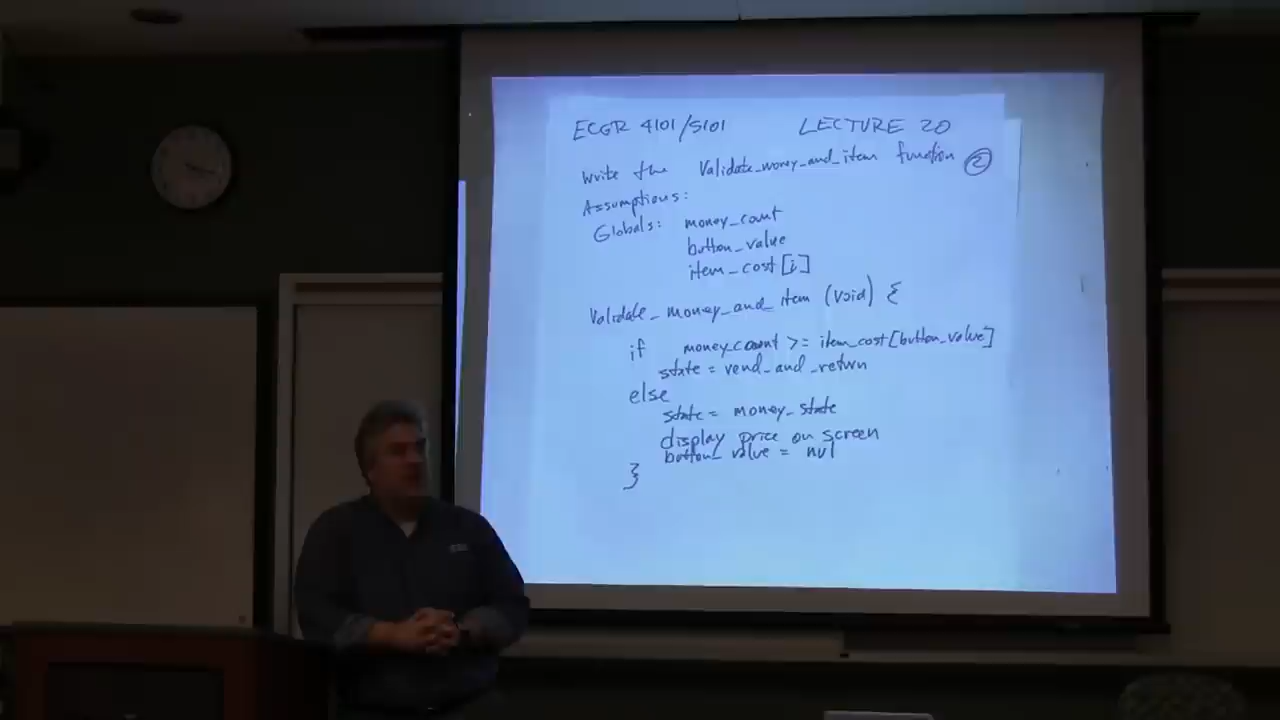 ECGR 4101/5101 LECTURE 20
Write the Validate_money_and_item function 2
Assumptions:
Globals: money_count
button_value
item_cost[i]
Validate_money_and_item (void) {
if money_count >= item_cost[button_value]
state = vend_and_return
else
state = money_state
display price on screen
button_value = nul
}